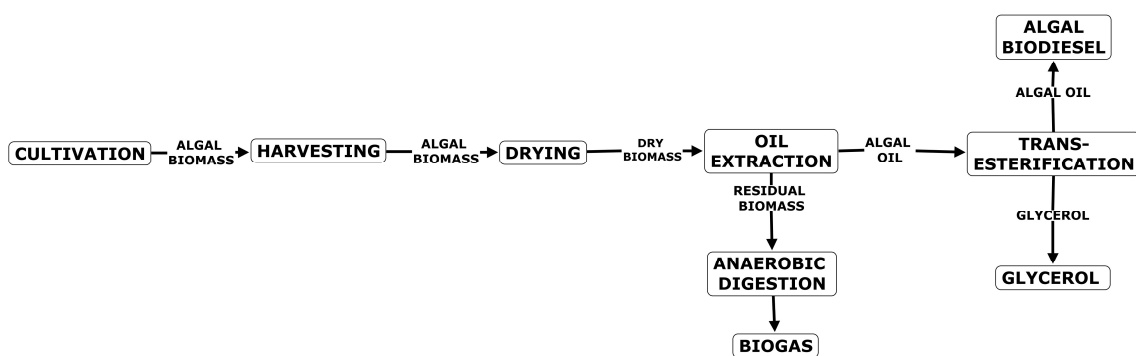 ALGAL
BIODIESEL
ALGAL OIL
CULTIVATION
ALGAL
BIOMASS
HARVESTING
ALGAL
BIOMASS
DRYING
DRY
BIOMASS
OIL
EXTRACTION
ALGAL
OIL
TRANS-
ESTERIFICATION
RESIDUAL
BIOMASS
GLYCEROL
ANAEROBIC
DIGESTION
GLYCEROL
BIOGAS